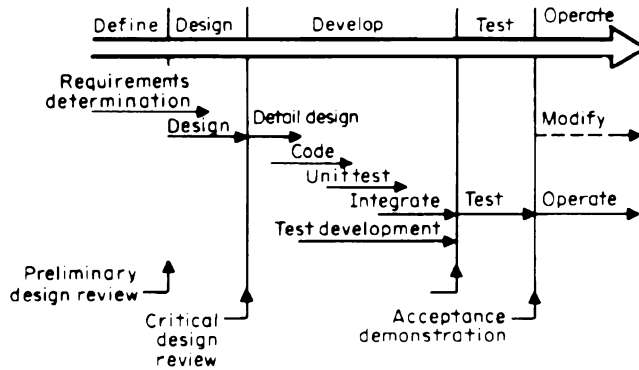 Define Design Develop Test Operate
Requirements
determination
Design Detail design Modify
Code
Unit test
Integrate Test Operate
Test development
Preliminary
design review
Critical
design
review
Acceptance
demonstration